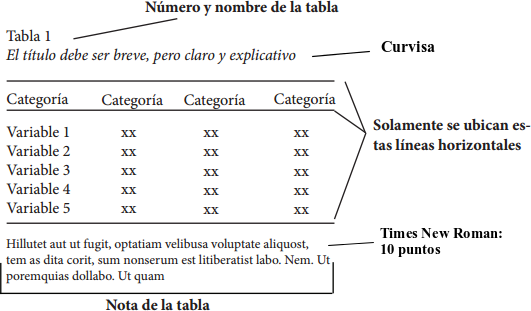 Número y nombre de la tabla
Tabla 1
El título debe ser breve, pero claro y explicativo
Curvisa
Categoría Categoría Categoría Categoría
Variable 1 xx xx xx
Variable 2 xx xx xx
Variable 3 xx xx xx
Variable 4 xx xx xx
Variable 5 xx xx xx
Solamente se ubican es-
tas líneas horizontales
Hillutet aut ut fugit, optatiam velibusa voluptate aliquost,
tem as dita corit, sum nonserum est litiberatist labo. Nem. Ut
poremquias dollabo. Ut quam
Times New Roman:
10 puntos
Nota de la tabla